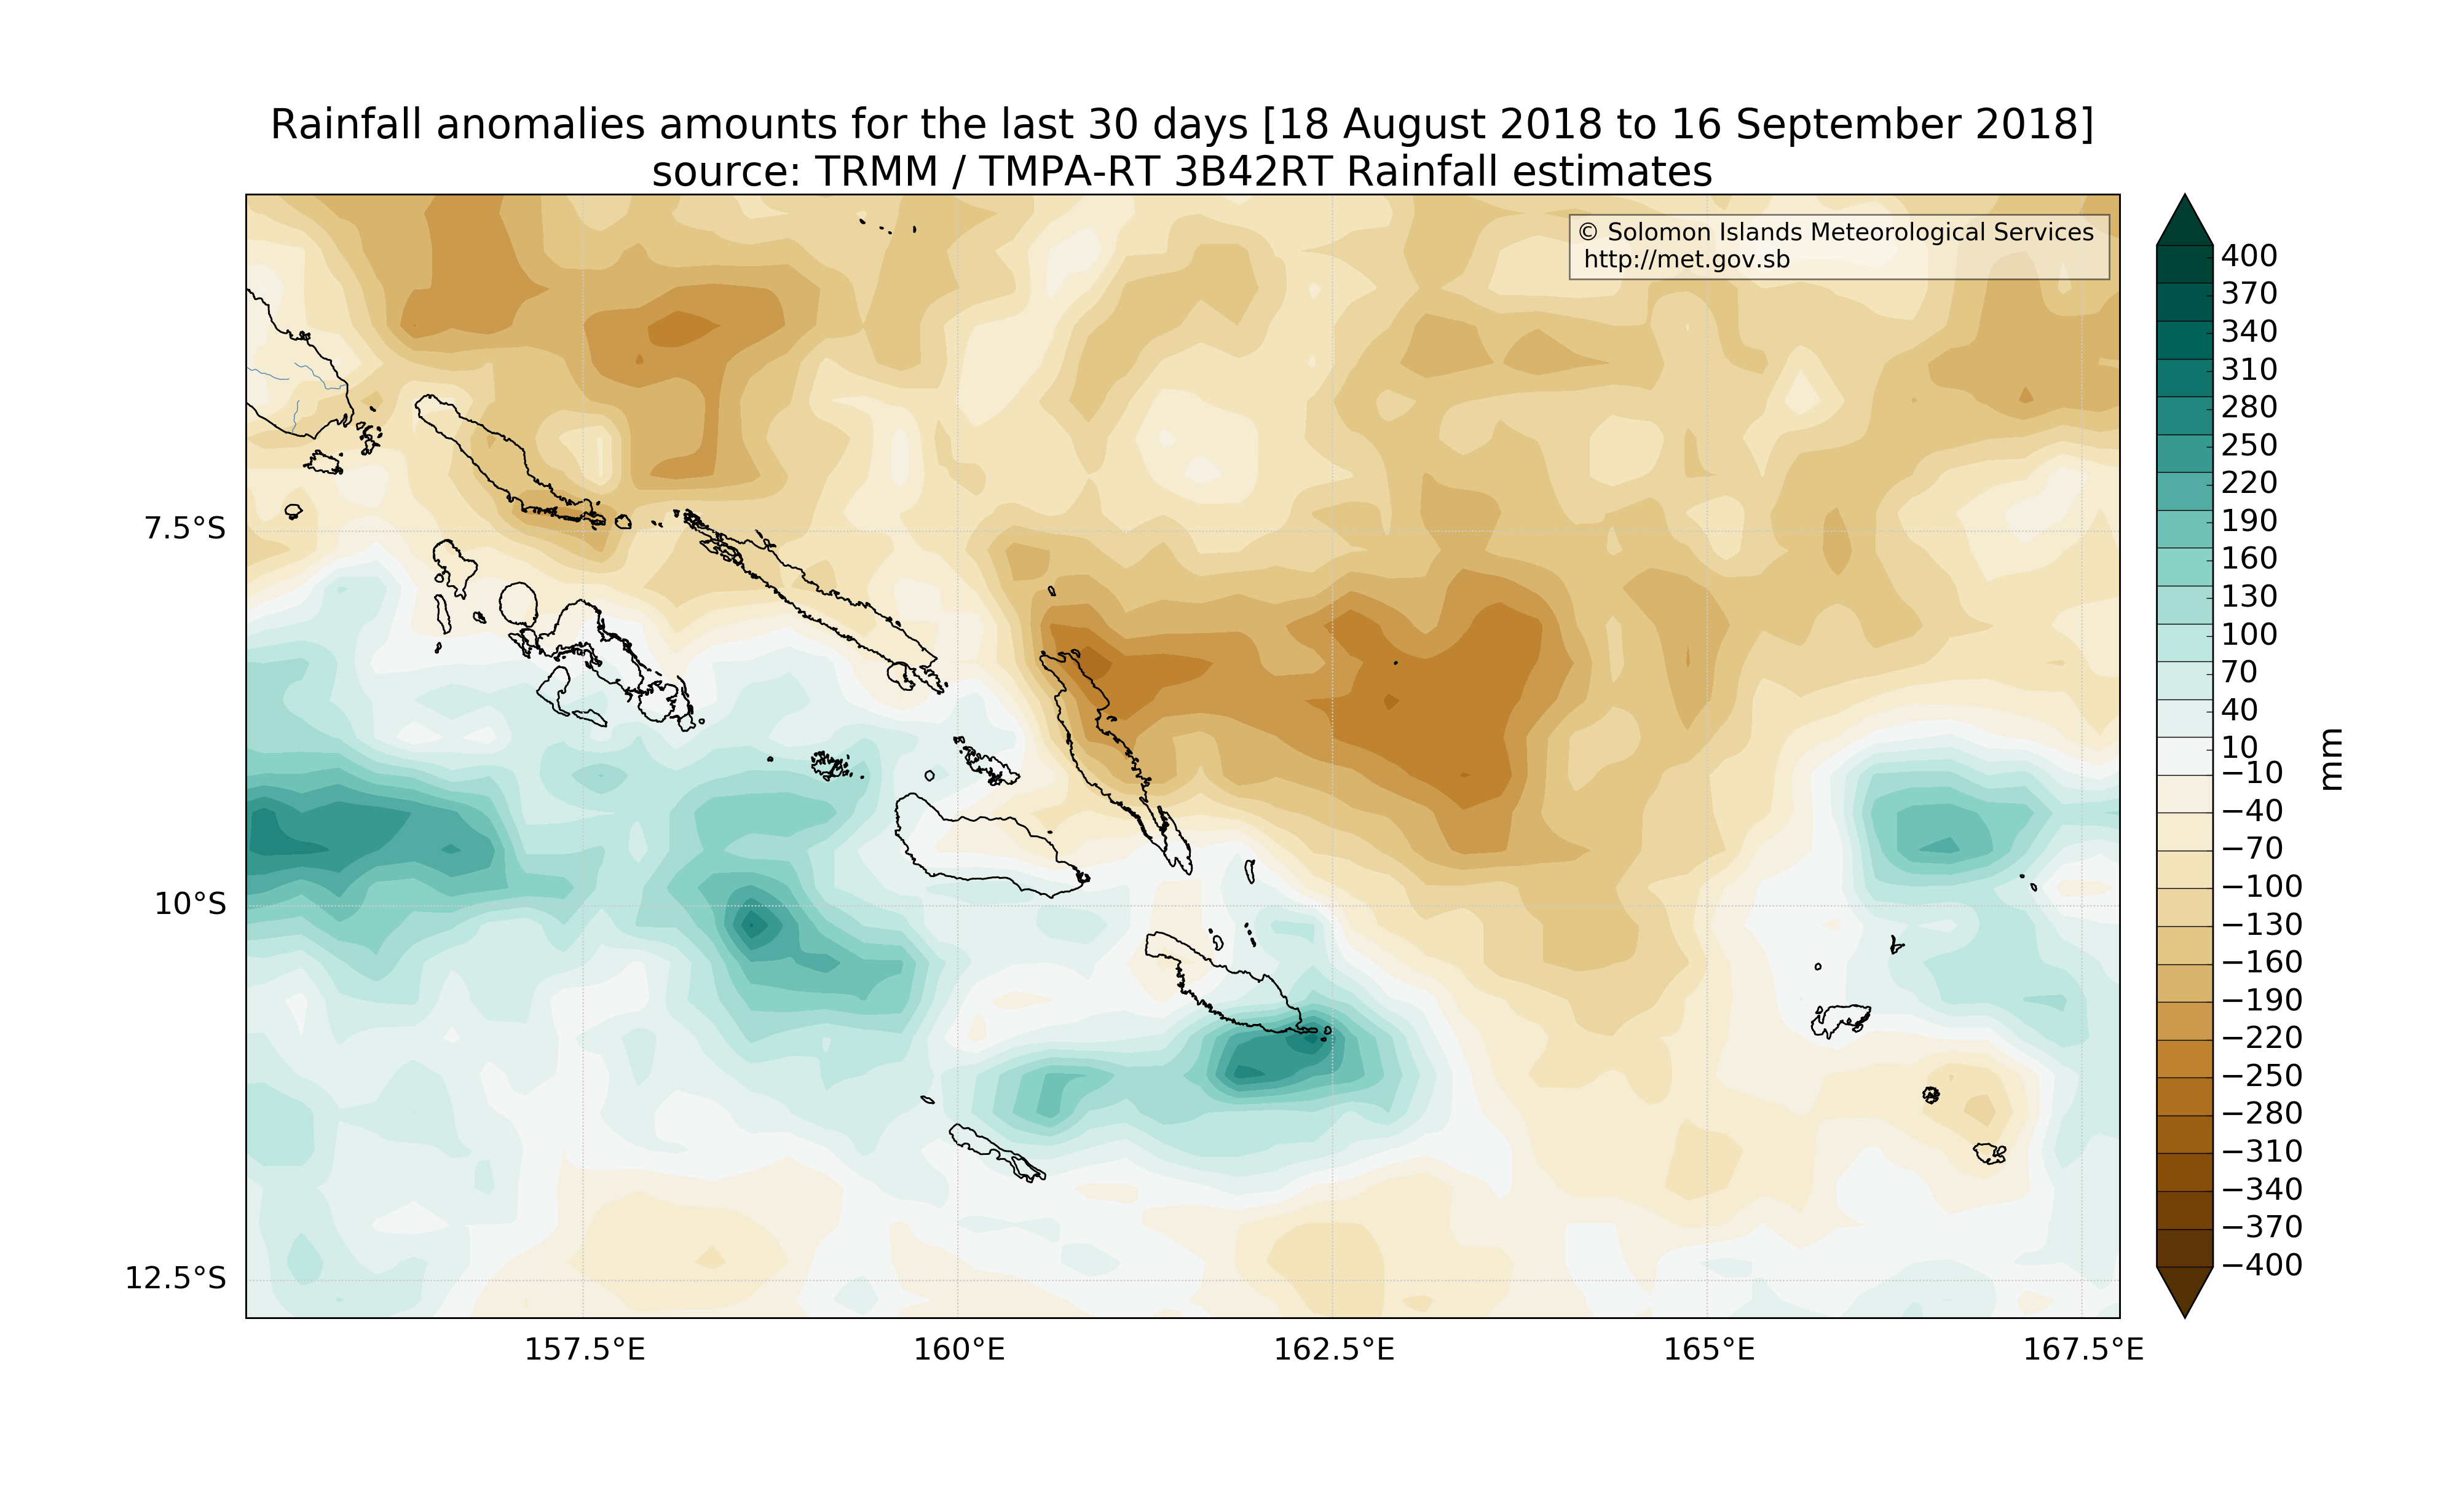 Rainfall anomalies amounts for the last 30 days [18 August 2018 to 16 September 2018]
source: TRMM / TMPA-RT 3B42RT Rainfall estimates
© Solomon Islands Meteorological Services
http://met.gov.sb
7.5°S
10°S
12.5°S
157.5°E
160°E
162.5°E
165°E
167.5°E
400
370
340
310
280
250
220
190
160
130
100
70
40
10
−10
−40
−70
−100
−130
−160
−190
−220
−250
−280
−310
−340
−370
−400
mm